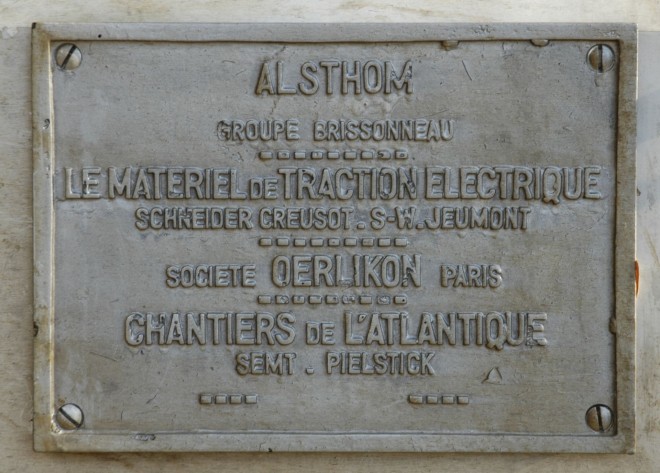 ALSTHOM
GROUPE BRISSONNEAU
LE MATERIEL DE TRACTION ELECTRIQUE
SCHNEIDER CREUSOT . S-W. JEUMONT
SOCIETE OERLIKON PARIS
CHANTIERS DE L'ATLANTIQUE
SEMT . PIELSTICK